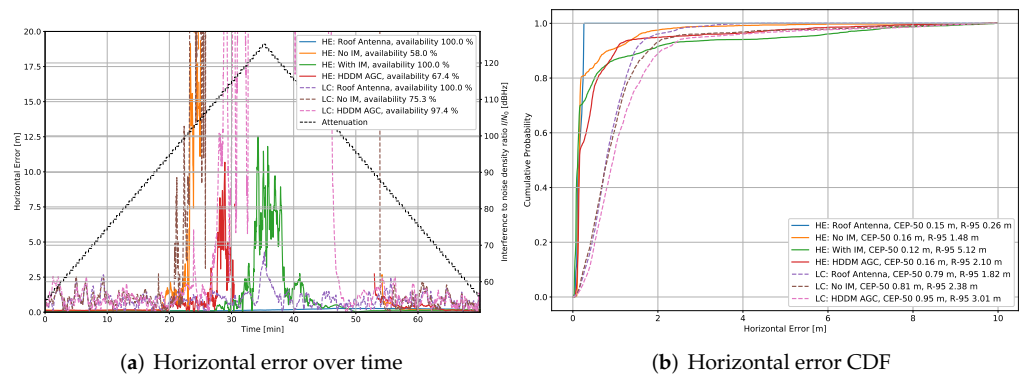 20.0
17.5
15.0
12.5
10.0
7.5
5.0
2.5
0.0
Horizontal Error [m]
0 10 20 30 40 50 60
Time [min]
120
100
80
60
Interference to noise density ratio I/N₀ [dBHz]
HE: Roof Antenna, availability 100.0 %
HE: No IM, availability 58.0 %
HE: With IM, availability 100.0 %
HE: HDDM AGC, availability 67.4 %
LC: Roof Antenna, availability 100.0 %
LC: No IM, availability 75.3 %
LC: HDDM AGC, availability 97.4 %
Attenuation
(a) Horizontal error over time
1.0
0.8
0.6
0.4
0.2
0.0
Cumulative Probability
0 2 4 6 8 10
Horizontal Error [m]
HE: Roof Antenna, CEP-50 0.15 m, R-95 0.26 m
HE: No IM, CEP-50 0.16 m, R-95 1.48 m
HE: With IM, CEP-50 0.12 m, R-95 5.12 m
HE: HDDM AGC, CEP-50 0.16 m, R-95 2.10 m
LC: Roof Antenna, CEP-50 0.79 m, R-95 1.82 m
LC: No IM, CEP-50 0.81 m, R-95 2.38 m
LC: HDDM AGC, CEP-50 0.95 m, R-95 3.01 m
(b) Horizontal error CDF